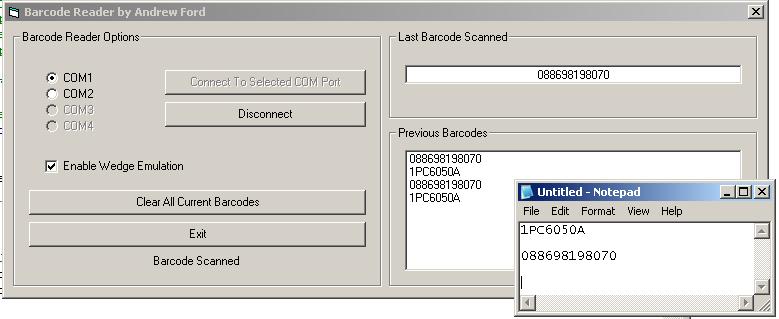 Barcode Reader by Andrew Ford
Barcode Reader Options
COM1
COM2
COM3
COM4
Connect To Selected COM Port
Disconnect
Enable Wedge Emulation
Clear All Current Barcodes
Exit
Barcode Scanned
Last Barcode Scanned
088698198070
Previous Barcodes
088698198070
1PC6050A
088698198070
1PC6050A
Untitled - Notepad
File Edit Format View Help
1PC6050A
088698198070